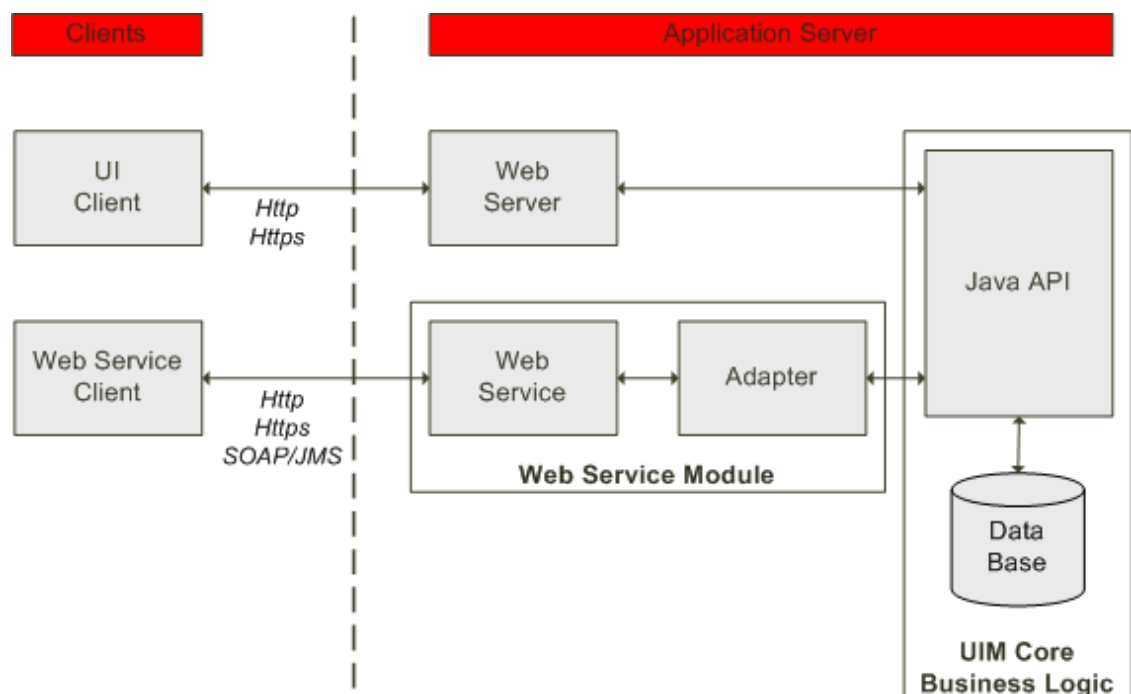 Clients
Application Server
UI
Client
Http
Https
Web
Server
Java API
Web Service
Client
Http
Https
SOAP/JMS
Web
Service
Adapter
Web Service Module
Data
Base
UIM Core
Business Logic